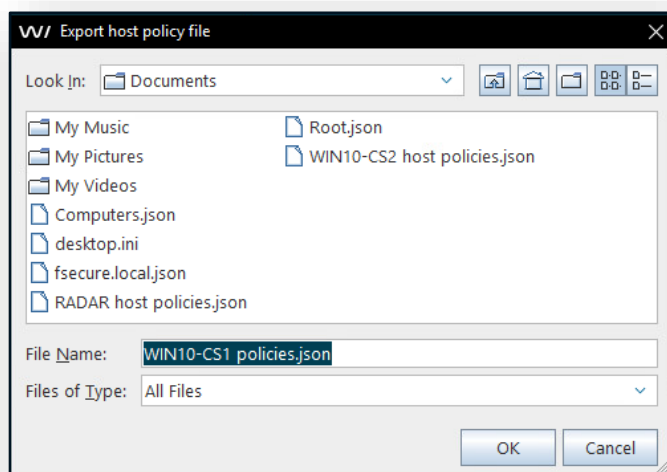 W/ Export host policy file
Look In: Documents
My Music
My Pictures
My Videos
Computers.json
desktop.ini
fsecure.local.json
RADAR host policies.json
Root.json
WIN10-CS2 host policies.json
File Name: WIN10-CS1 policies.json
Files of Type: All Files
OK Cancel